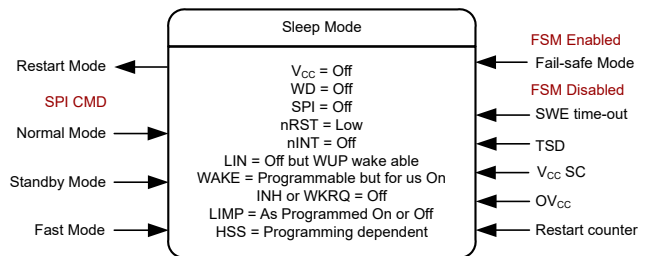 Sleep Mode
Restart Mode
SPI CMD
Normal Mode
Standby Mode
Fast Mode
VCC = Off
WD = Off
SPI = Off
nRST = Low
nINT = Off
LIN = Off but WUP wake able
WAKE = Programmable but for us On
INH or WKRQ = Off
LIMP = As Programmed On or Off
HSS = Programming dependent
FSM Enabled
Fail-safe Mode
FSM Disabled
SWE time-out
TSD
VCC SC
OVCC
Restart counter